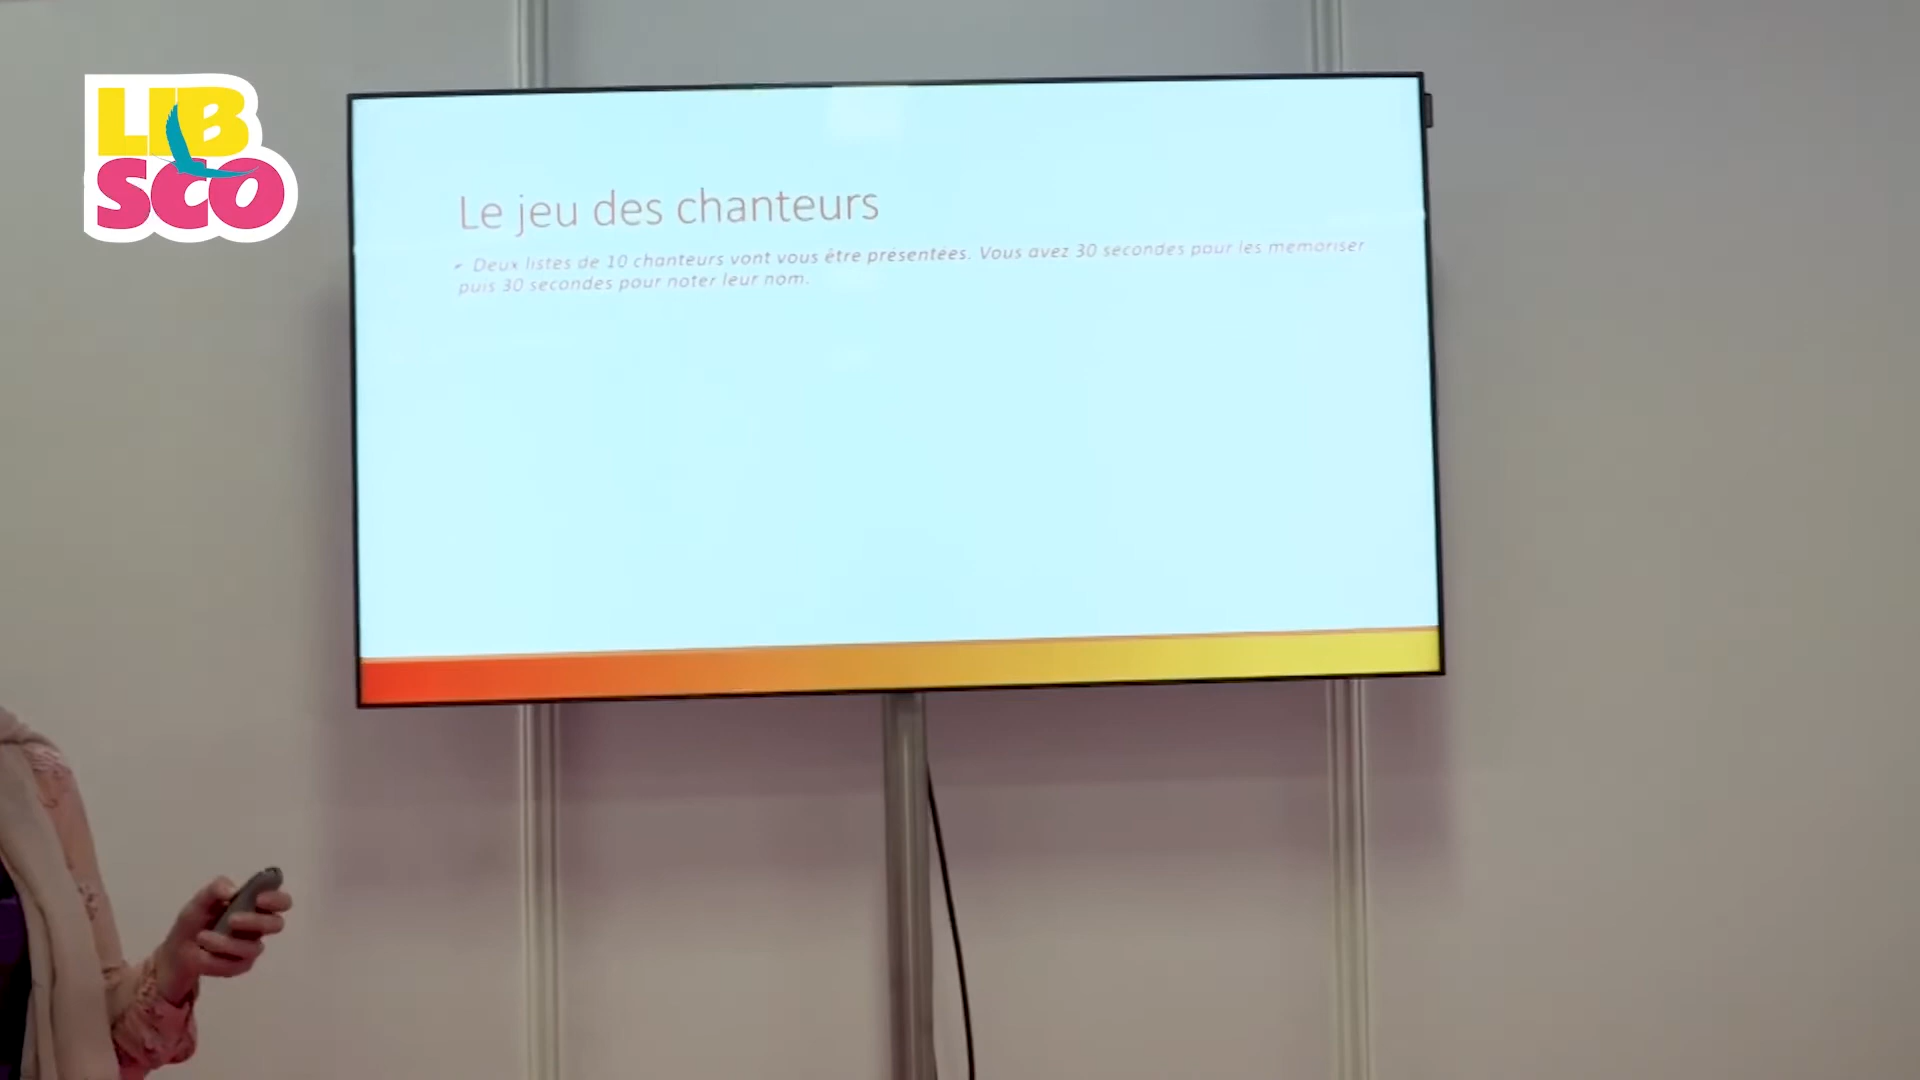 LIB
SCO
Le jeu des chanteurs
Deux listes de 10 chanteurs vont vous être présentées. Vous avez 30 secondes pour les mémoriser
puis 30 secondes pour noter leur nom.